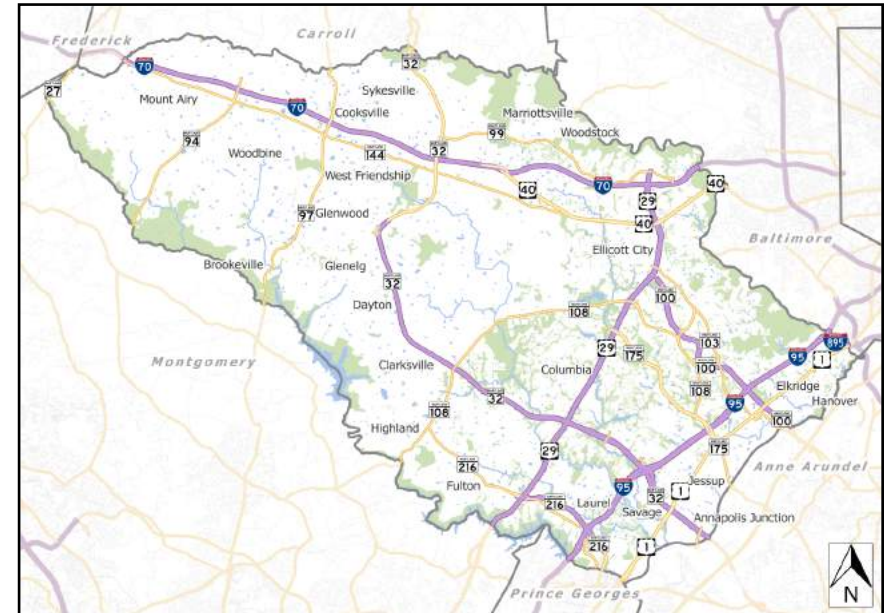 Frederick
Carroll
32
70
27
Mount Airy
70
Sykesville
Cooksville
Marriottsville
99
Woodstock
94
Woodbine
144
32
West Friendship
40
70
29
40
97
Glenwood
40
Ellicott City
Baltimore
Brookeville
Glenelg
32
Dayton
100
108
Montgomery
29
175
103
895
95
1
Clarksville
Columbia
100
108
Elkridge
32
95
Hanover
108
100
Highland
29
175
216
Anne Arundel
Fulton
95
Jessup
216
Laurel
32
1
Savage
Annapolis Junction
216
1
Prince Georges
N